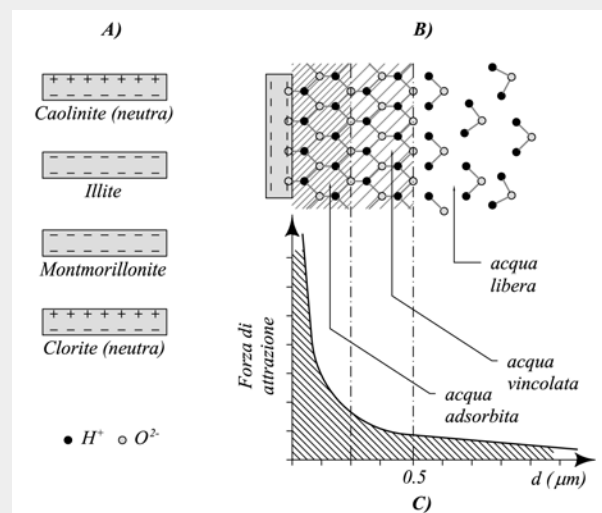 A)
+ + + + + + +
− − − − − −
Caolinite (neutra)
− − − − − −
− − − − − −
Illite
− − − − − −
− − − − − −
Montmorillonite
+ + + + + + +
− − − − − −
Clorite (neutra)
● H⁺ ○ O²⁻
B)
acqua
libera
acqua
vincolata
acqua
adsorbita
Forza di
attrazione
0.5
d (μm)
C)